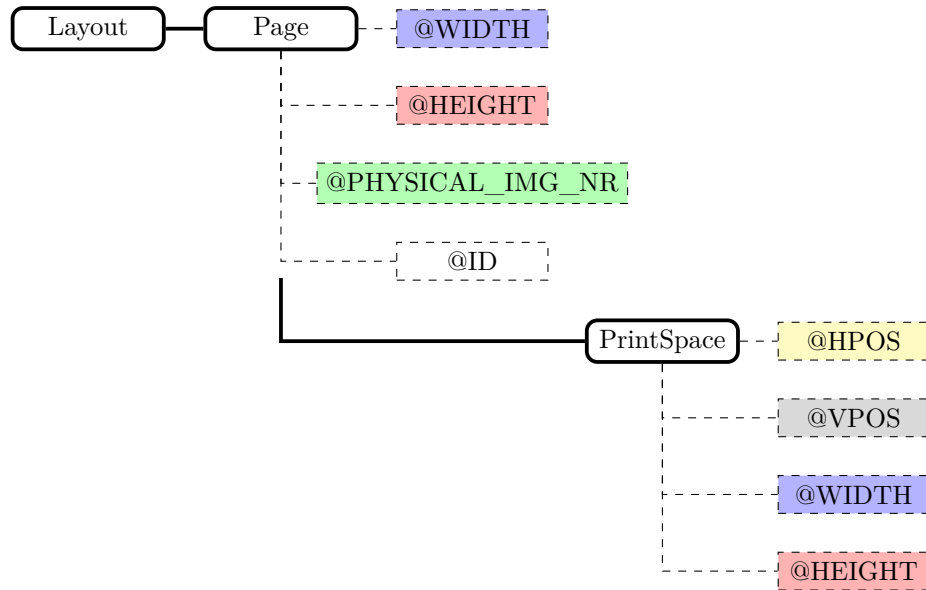 Layout Page @WIDTH
@HEIGHT
@PHYSICAL_IMG_NR
@ID
PrintSpace @HPOS
@VPOS
@WIDTH
@HEIGHT